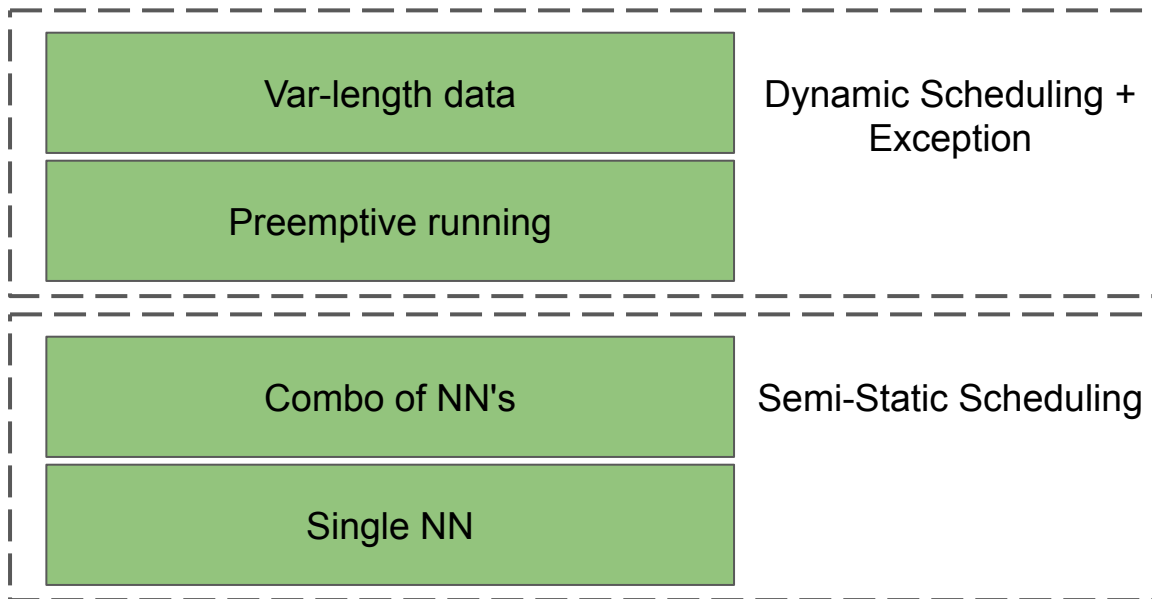 Var-length data
Dynamic Scheduling +
Exception
Preemptive running
Combo of NN's
Semi-Static Scheduling
Single NN